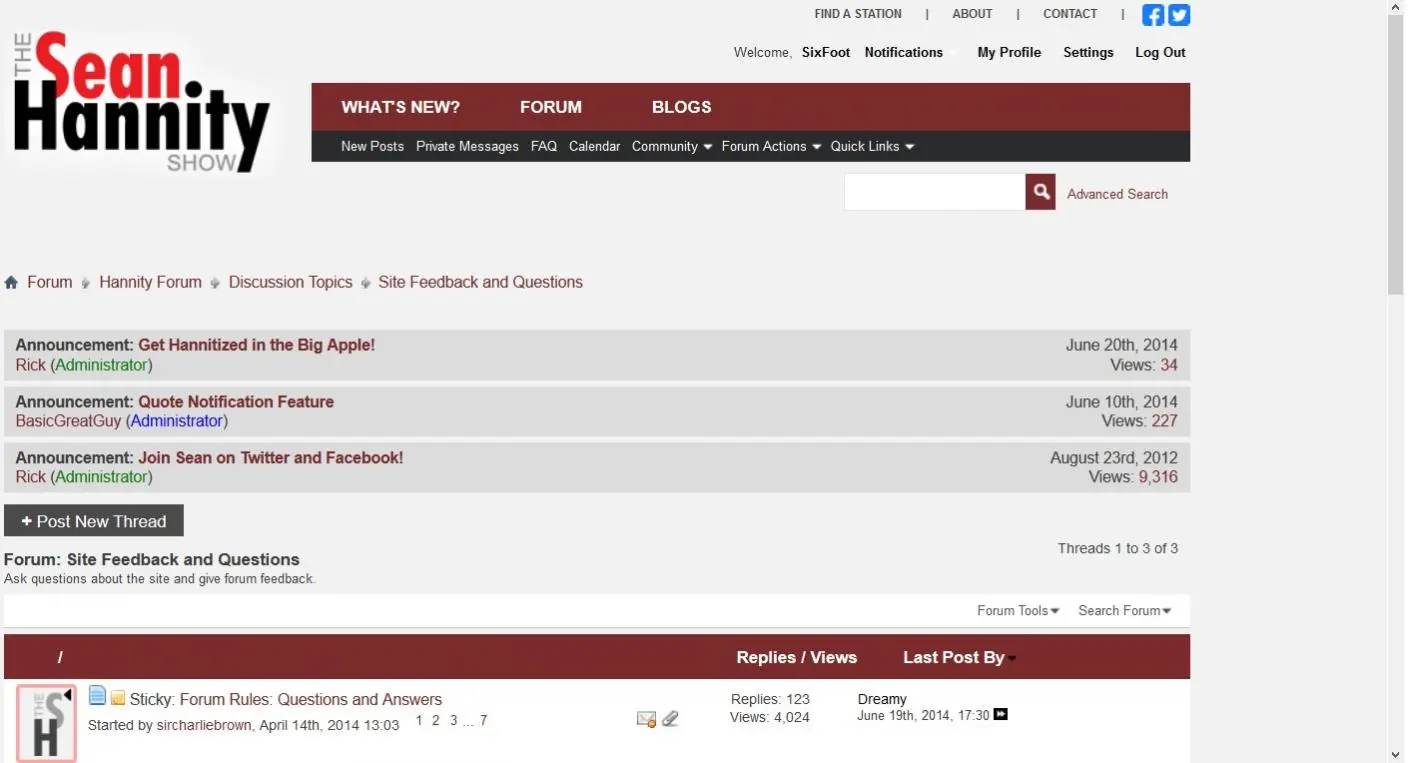 FIND A STATION | ABOUT | CONTACT |
THE Sean Hannity SHOW
Welcome, SixFoot Notifications My Profile Settings Log Out
WHAT'S NEW? FORUM BLOGS
New Posts Private Messages FAQ Calendar Community Forum Actions Quick Links
Advanced Search
Forum Hannity Forum Discussion Topics Site Feedback and Questions
Announcement: Get Hannitized in the Big Apple! June 20th, 2014
Rick (Administrator) Views: 34
Announcement: Quote Notification Feature June 10th, 2014
BasicGreatGuy (Administrator) Views: 227
Announcement: Join Sean on Twitter and Facebook! August 23rd, 2012
Rick (Administrator) Views: 9,316
+ Post New Thread
Threads 1 to 3 of 3
Forum: Site Feedback and Questions
Ask questions about the site and give forum feedback.
Forum Tools Search Forum
/ Replies / Views Last Post By
THE SH
Sticky: Forum Rules: Questions and Answers Replies: 123 Dreamy
Started by sircharliebrown, April 14th, 2014 13:03 1 2 3 ... 7 Views: 4,024 June 19th, 2014, 17:30